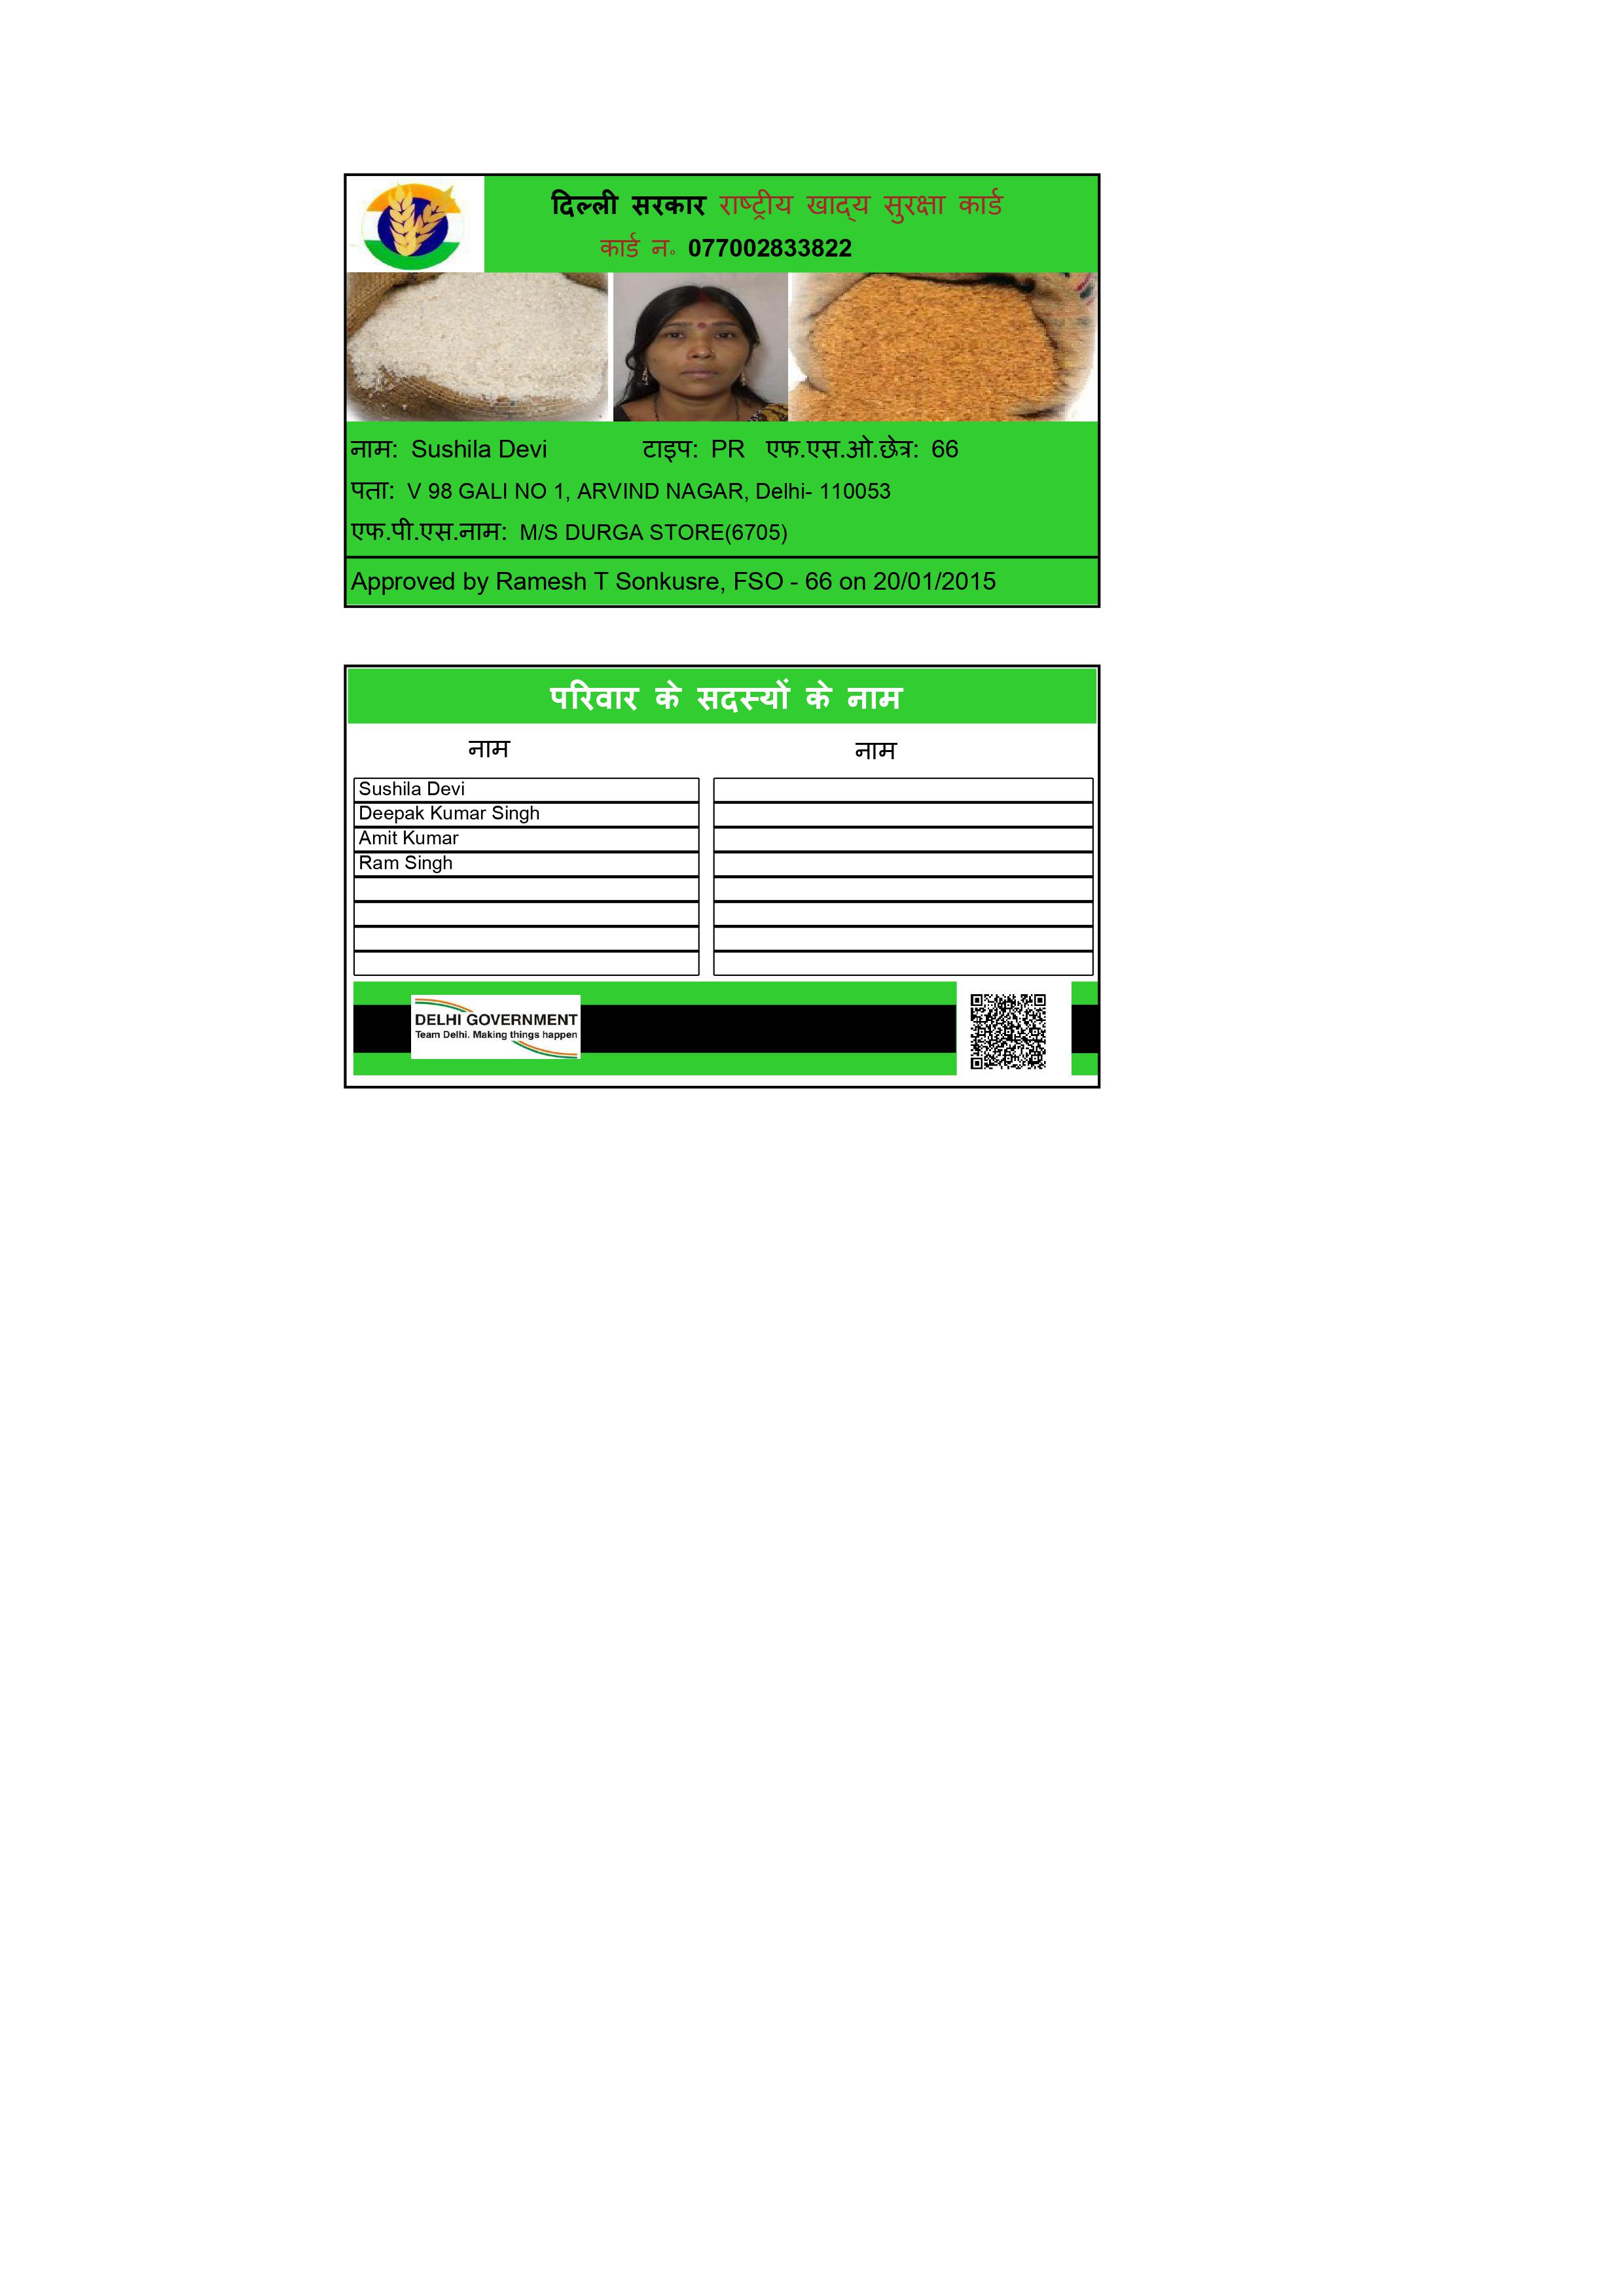 दिल्ली सरकार राष्ट्रीय खाद्य सुरक्षा कार्ड
कार्ड न॰ 077002833822
नाम: Sushila Devi टाइप: PR एफ.एस.ओ.छेत्र: 66
पता: V 98 GALI NO 1, ARVIND NAGAR, Delhi- 110053
एफ.पी.एस.नाम: M/S DURGA STORE(6705)
Approved by Ramesh T Sonkusre, FSO - 66 on 20/01/2015
परिवार के सदस्यों के नाम
नाम नाम
Sushila Devi
Deepak Kumar Singh
Amit Kumar
Ram Singh
DELHI GOVERNMENT
Team Delhi. Making things happen